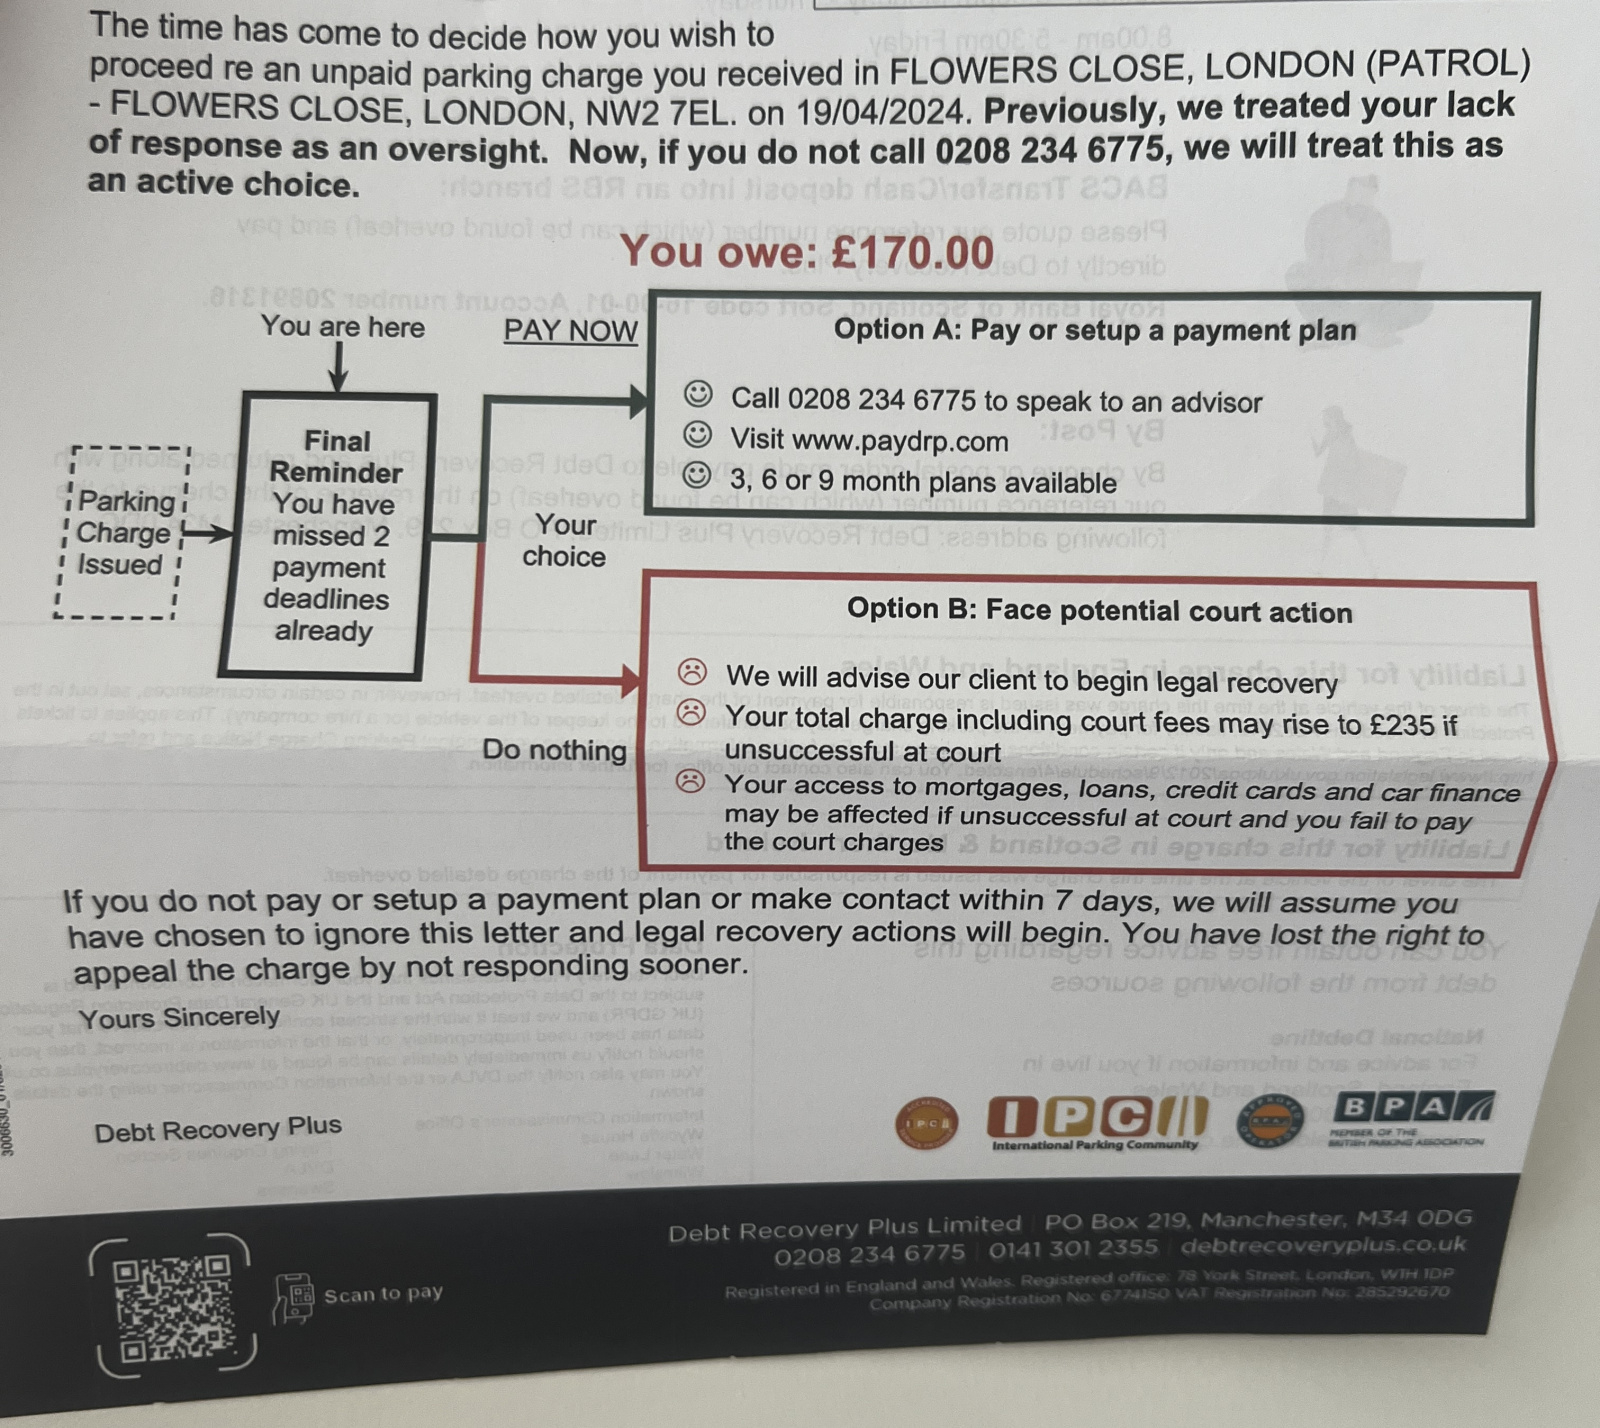 The time has come to decide how you wish to
proceed re an unpaid parking charge you received in FLOWERS CLOSE, LONDON (PATROL)
- FLOWERS CLOSE, LONDON, NW2 7EL. on 19/04/2024. Previously, we treated your lack
of response as an oversight. Now, if you do not call 0208 234 6775, we will treat this as
an active choice.
You owe: £170.00
You are here
PAY NOW
Option A: Pay or setup a payment plan
Call 0208 234 6775 to speak to an advisor
Visit www.paydrp.com
3, 6 or 9 month plans available
Parking
Charge
Issued
Final
Reminder
You have
missed 2
payment
deadlines
already
Your
choice
Do nothing
Option B: Face potential court action
We will advise our client to begin legal recovery
Your total charge including court fees may rise to £235 if
unsuccessful at court
Your access to mortgages, loans, credit cards and car finance
may be affected if unsuccessful at court and you fail to pay
the court charges
If you do not pay or setup a payment plan or make contact within 7 days, we will assume you
have chosen to ignore this letter and legal recovery actions will begin. You have lost the right to
appeal the charge by not responding sooner.
Yours Sincerely
Debt Recovery Plus
IPC
International Parking Community
BPA
MEMBER OF THE
BRITISH PARKING ASSOCIATION
Debt Recovery Plus Limited PO Box 219, Manchester, M34 0DG
0208 234 6775 0141 301 2355 debtrecoveryplus.co.uk
Registered in England and Wales. Registered office: 78 York Street, London, W1H 1DP
Company Registration No: 6774150 VAT Registration No: 285292670
Scan to pay